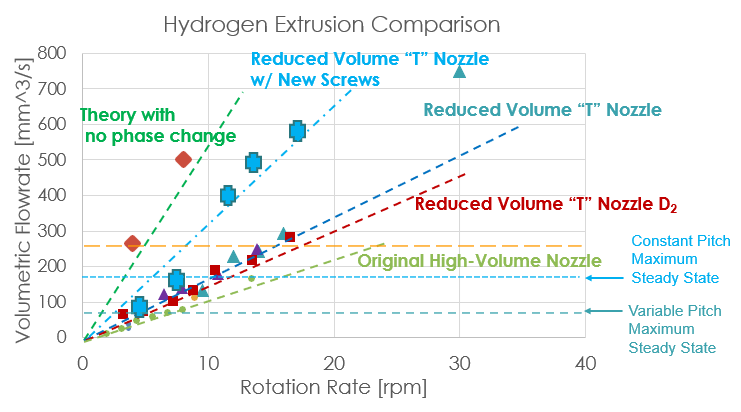 Hydrogen Extrusion Comparison
Volumetric Flowrate [mm^3/s]
800
700
600
500
400
300
200
100
0
Reduced Volume “T” Nozzle
w/ New Screws
Theory with
no phase change
Reduced Volume “T” Nozzle
Reduced Volume “T” Nozzle D₂
Original High-Volume Nozzle
Constant Pitch
Maximum
Steady State
Variable Pitch
Maximum
Steady State
0
10
20
30
40
Rotation Rate [rpm]